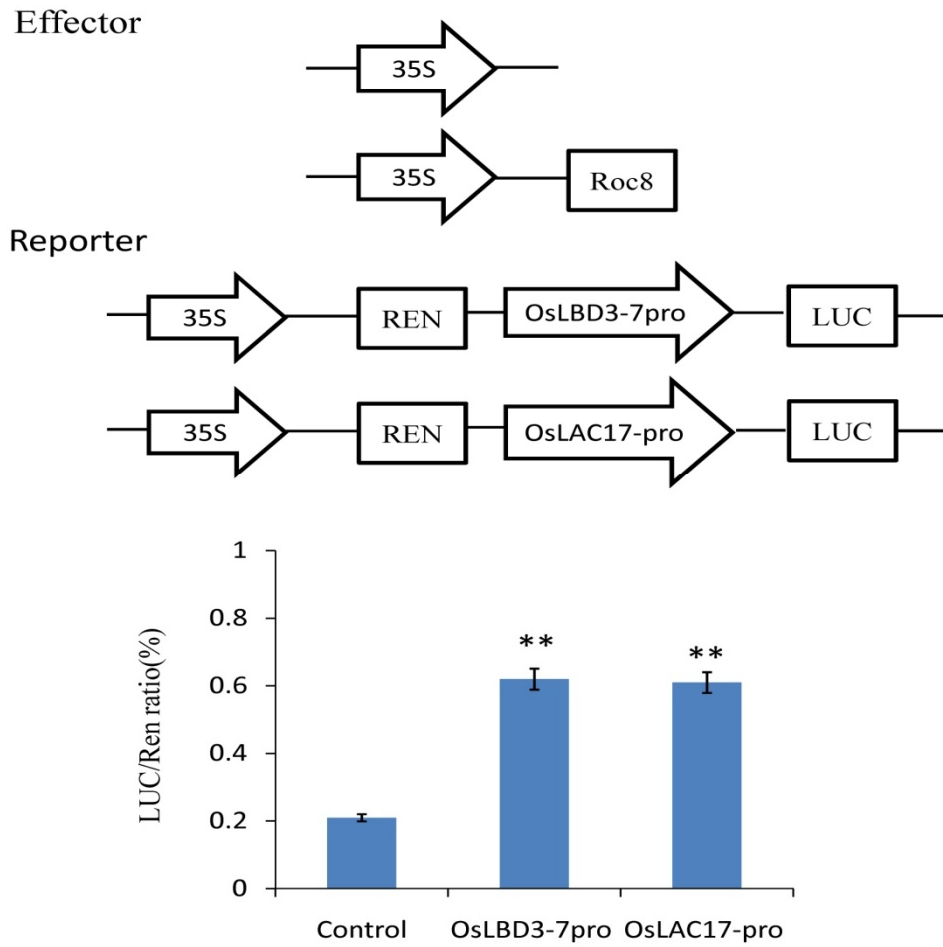 Effector
35S
35S Roc8
Reporter
35S REN OsLBD3-7pro LUC
35S REN OsLAC17-pro LUC
1
0.8
0.6
0.4
0.2
0
LUC/Ren ratio(%)
** **
Control OsLBD3-7pro OsLAC17-pro